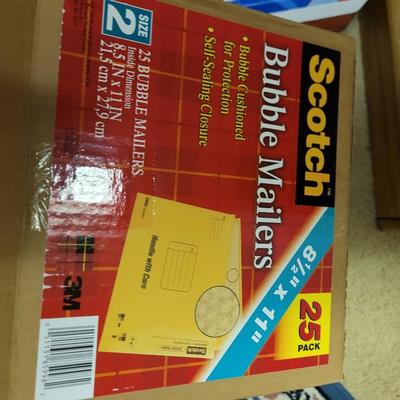 Scotch™
Bubble Mailers
8½" x 11"
25
PACK
• Bubble Cushioned
for Protection
• Self-Sealing Closure
SIZE
2
25 BUBBLE MAILERS
Inside Dimension
8.5 IN x 11 IN
21,5 cm x 27,9 cm
Handle with Care
Scotch
3M